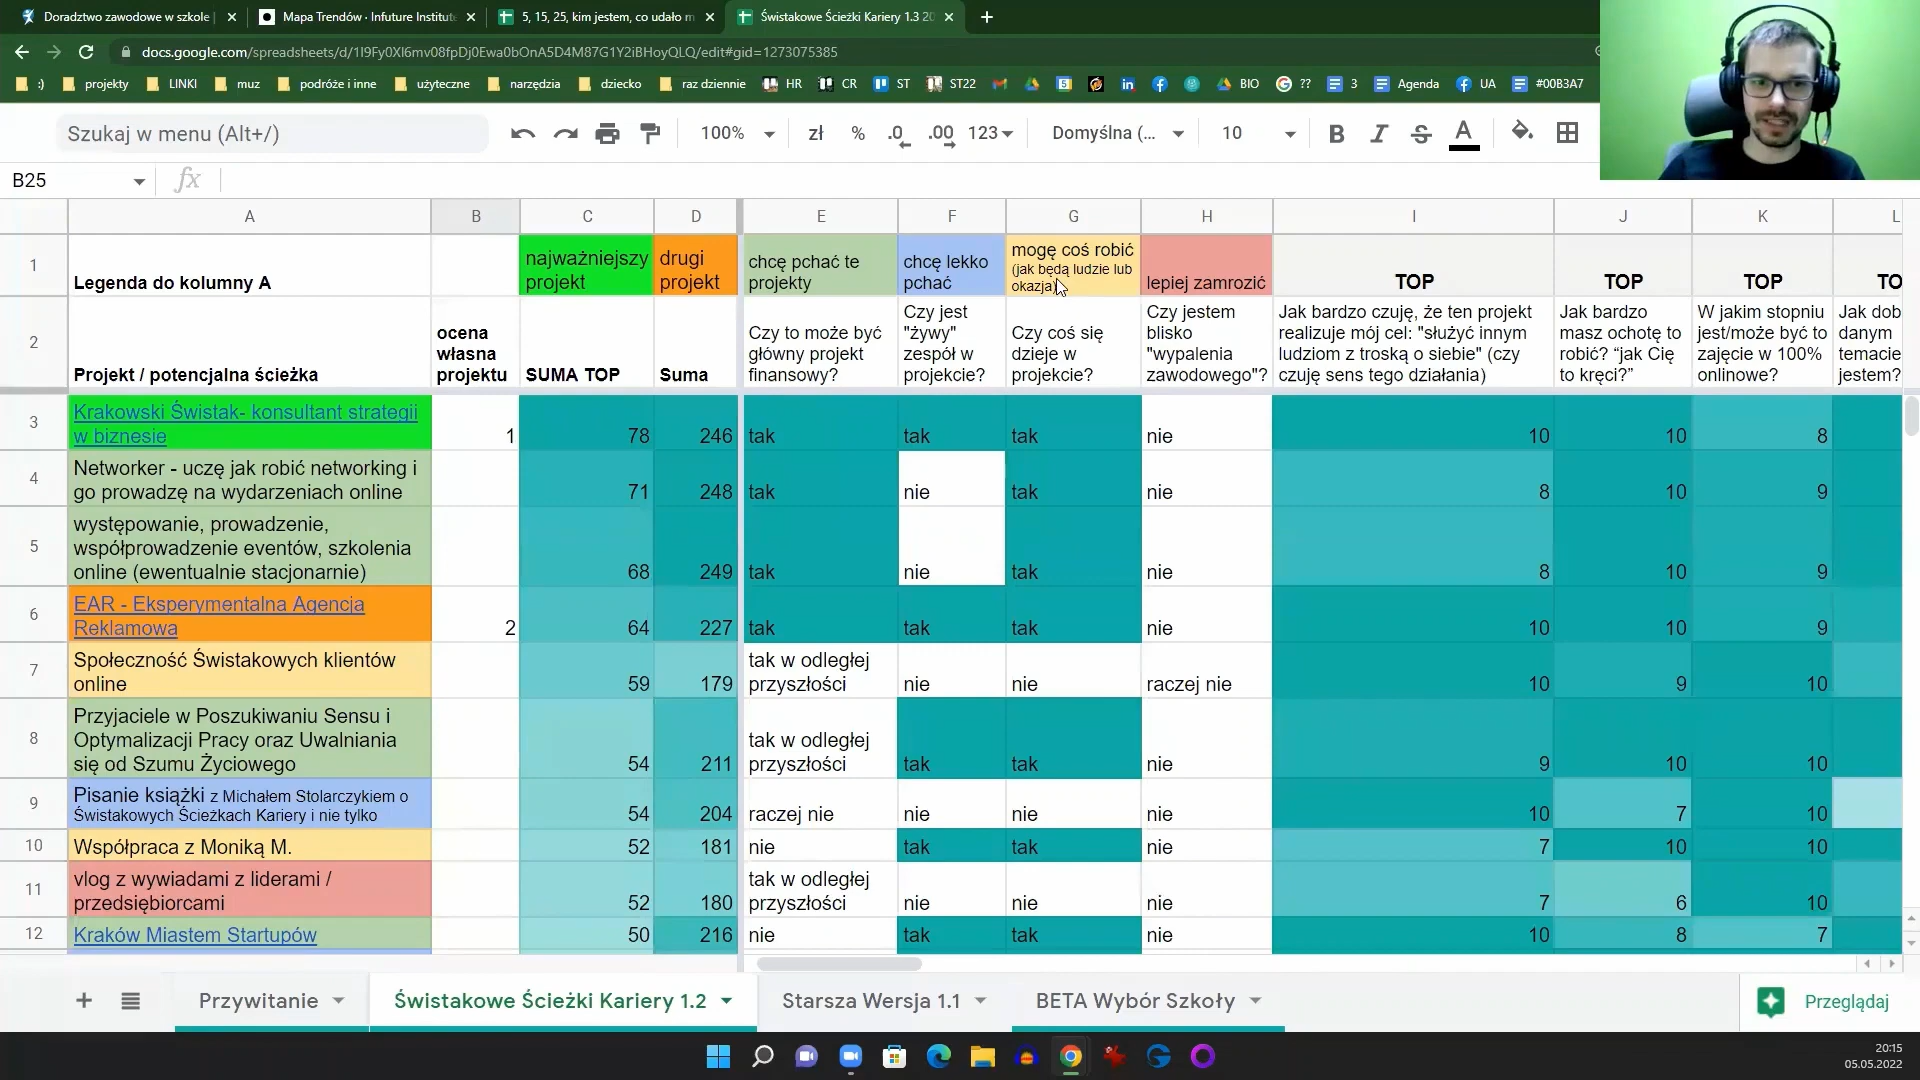 Doradztwo zawodowe w szkole
Mapa Trendów · Infuture Institute
5, 15, 25, kim jestem, co udało m
Świstakowe Ścieżki Kariery 1.3 20
docs.google.com/spreadsheets/d/1I9Fy0Xl6mv08fpDj0Ewa0bOnA5D4M87G1Y2iBHoyQLQ/edit#gid=1273075385
:) projekty LINKI muz podróże i inne użyteczne narzędzia dziecko raz dziennie HR CR ST ST22 BIO ?? 3 Agenda UA #00B3A7
Szukaj w menu (Alt+/) 100% zł % .0 .00 123 Domyślna (... 10 B I S A
B25 fx
A B C D E F G H I J K L
1
Legenda do kolumny A
najważniejszy
projekt
drugi
projekt
chcę pchać te
projekty
chcę lekko
pchać
mogę coś robić
(jak będą ludzie lub
okazja)
lepiej zamrozić
TOP TOP TOP TO
2
Projekt / potencjalna ścieżka
ocena
własna
projektu
SUMA TOP
Suma
Czy to może być
główny projekt
finansowy?
Czy jest
"żywy"
zespół w
projekcie?
Czy coś się
dzieje w
projekcie?
Czy jestem
blisko
"wypalenia
zawodowego"?
Jak bardzo czuję, że ten projekt
realizuje mój cel: "służyć innym
ludziom z troską o siebie" (czy
czuję sens tego działania)
Jak bardzo
masz ochotę to
robić? “jak Cię
to kręci?”
W jakim stopniu
jest/może być to
zajęcie w 100%
onlinowe?
Jak dob
danym
temacie
jestem?
3
Krakowski Świstak- konsultant strategii
w biznesie
1 78 246 tak tak tak nie 10 10 8
4
Networker - uczę jak robić networking i
go prowadzę na wydarzeniach online
71 248 tak nie tak nie 8 10 9
5
występowanie, prowadzenie,
współprowadzenie eventów, szkolenia
online (ewentualnie stacjonarnie)
68 249 tak nie tak nie 8 10 9
6
EAR - Eksperymentalna Agencja
Reklamowa
2 64 227 tak tak tak nie 10 10 9
7
Społeczność Świstakowych klientów
online
59 179
tak w odległej
przyszłości
nie nie raczej nie 10 9 10
8
Przyjaciele w Poszukiwaniu Sensu i
Optymalizacji Pracy oraz Uwalniania
się od Szumu Życiowego
54 211
tak w odległej
przyszłości
tak tak nie 9 10 10
9
Pisanie książki z Michałem Stolarczykiem o
Świstakowych Ścieżkach Kariery i nie tylko
54 204 raczej nie nie nie nie 10 7 10
10 Współpraca z Moniką M. 52 181 nie tak tak nie 7 10 10
11
vlog z wywiadami z liderami /
przedsiębiorcami
52 180
tak w odległej
przyszłości
nie nie nie 7 6 10
12 Kraków Miastem Startupów 50 216 nie tak tak nie 10 8 7
Przywitanie Świstakowe Ścieżki Kariery 1.2 Starsza Wersja 1.1 BETA Wybór Szkoły Przeglądaj
20:15
05.05.2022